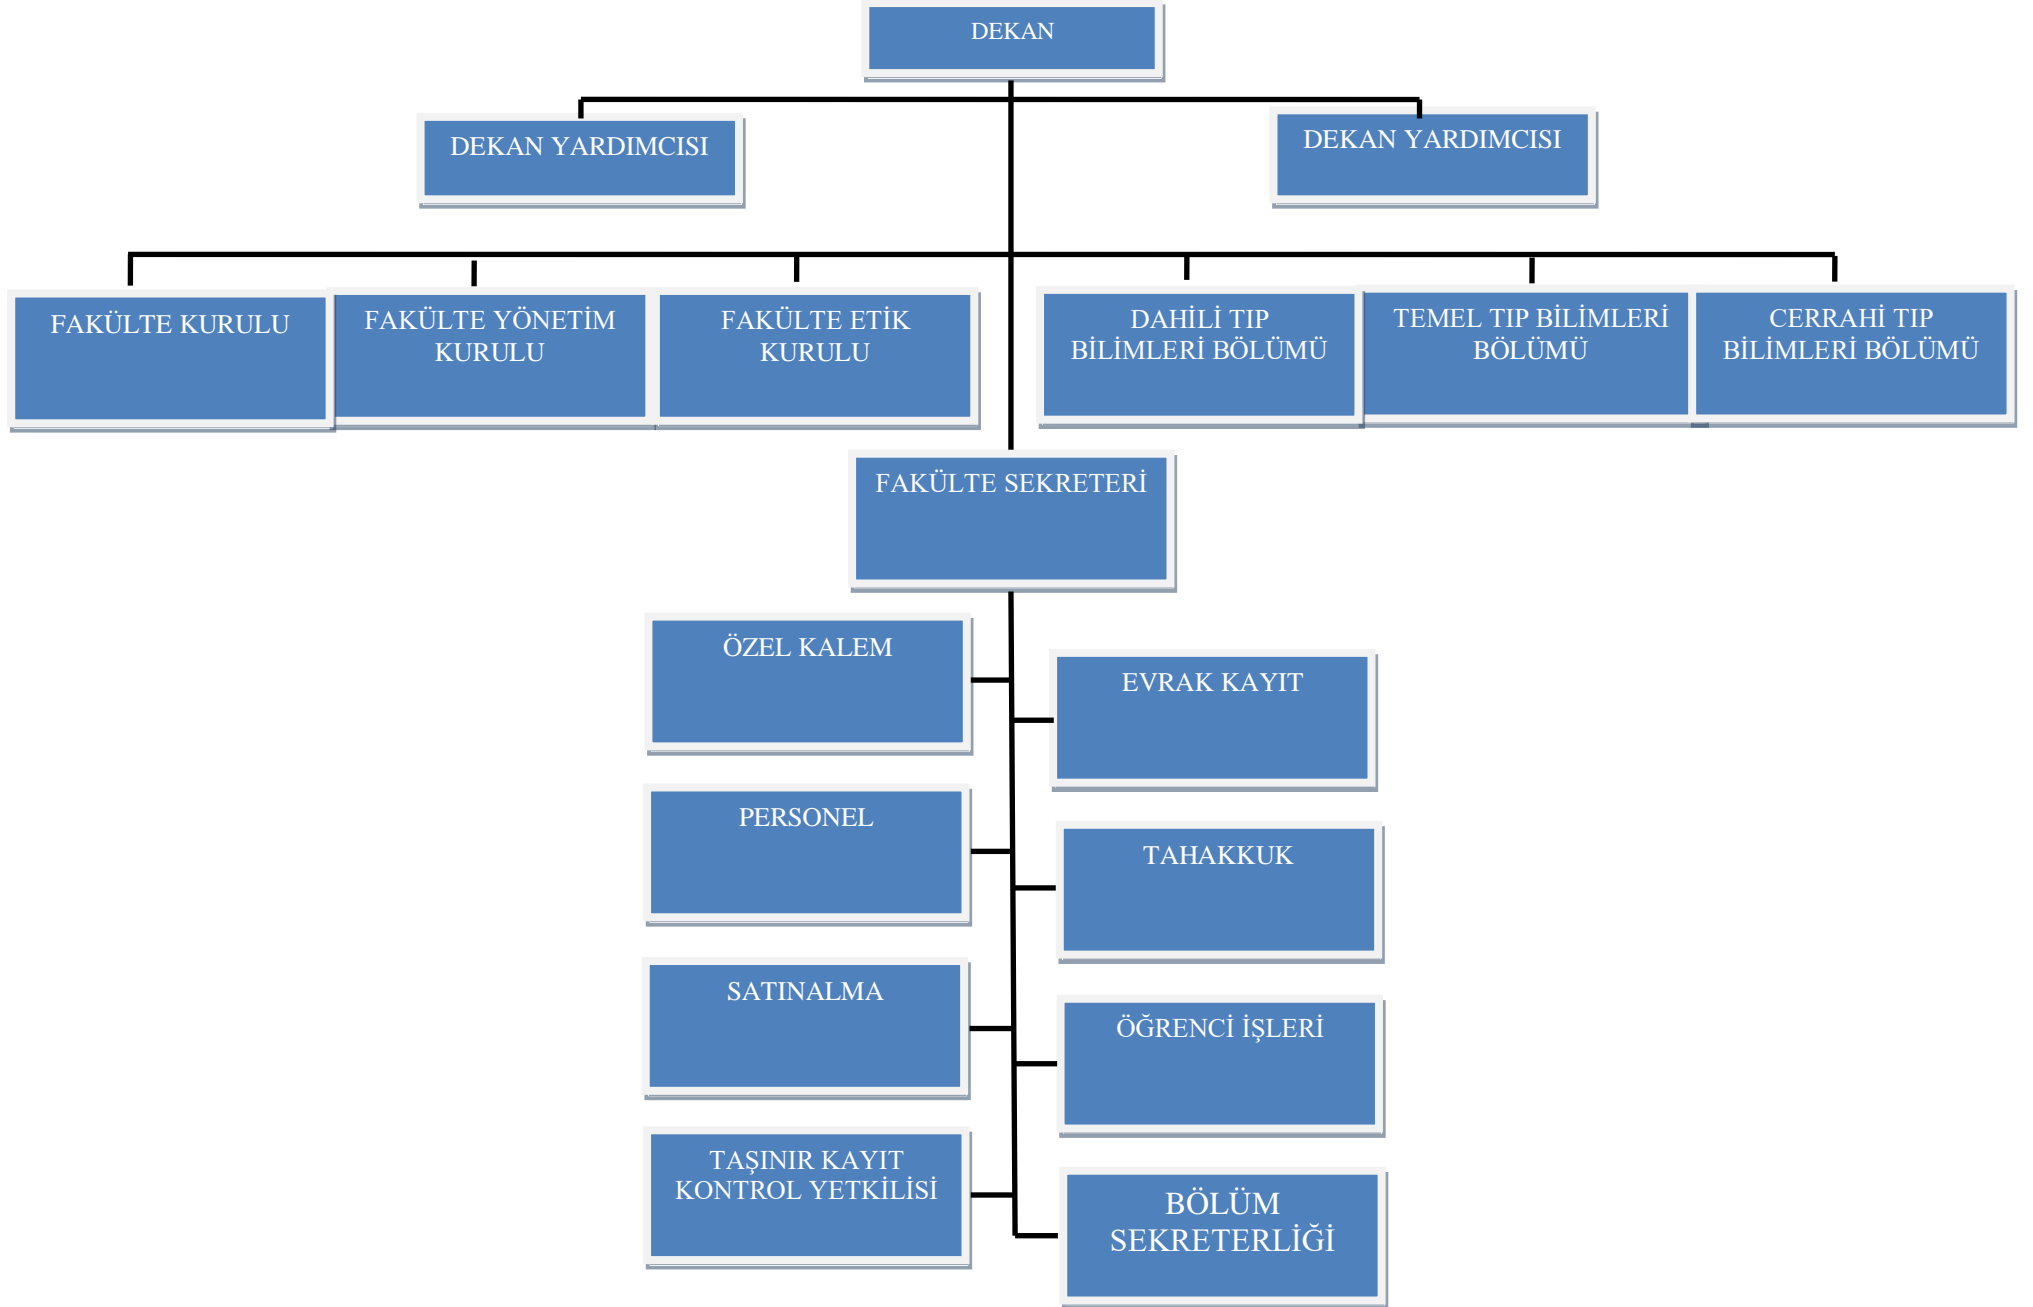 DEKAN
DEKAN YARDIMCISI
DEKAN YARDIMCISI
FAKÜLTE KURULU
FAKÜLTE YÖNETİM
KURULU
FAKÜLTE ETİK
KURULU
DAHİLİ TIP
BİLİMLERİ BÖLÜMÜ
TEMEL TIP BİLİMLERİ
BÖLÜMÜ
CERRAHİ TIP
BİLİMLERİ BÖLÜMÜ
FAKÜLTE SEKRETERİ
ÖZEL KALEM
EVRAK KAYIT
PERSONEL
TAHAKKUK
SATINALMA
ÖĞRENCİ İŞLERİ
TAŞINIR KAYIT
KONTROL YETKİLİSİ
BÖLÜM
SEKRETERLİĞİ